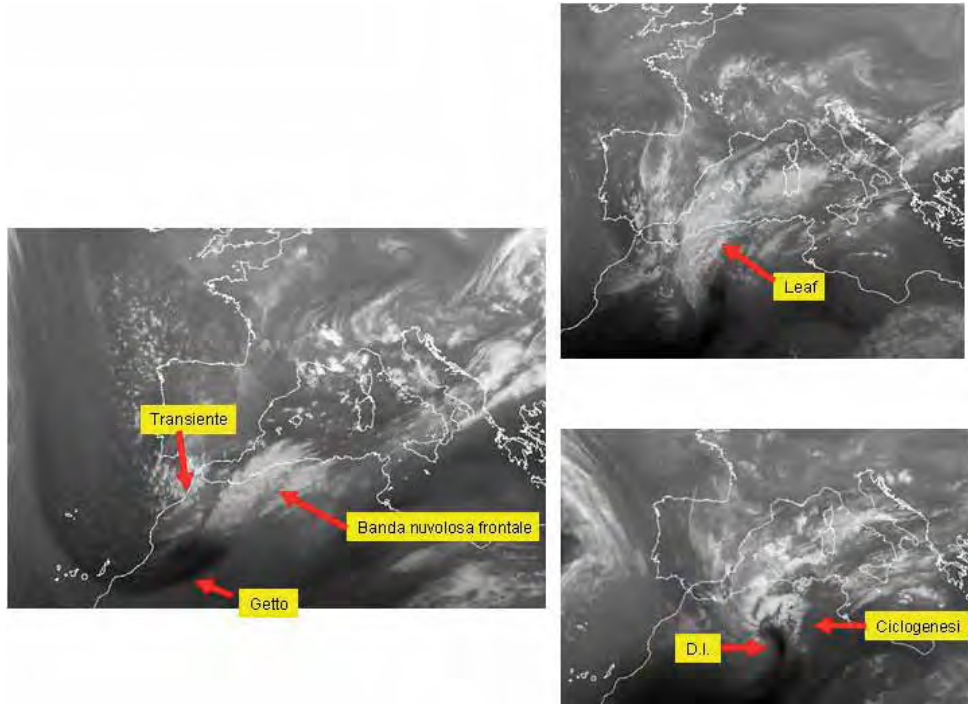 Leaf
Transiente
Banda nuvolosa frontale
Getto
Ciclogenesi
D.I.